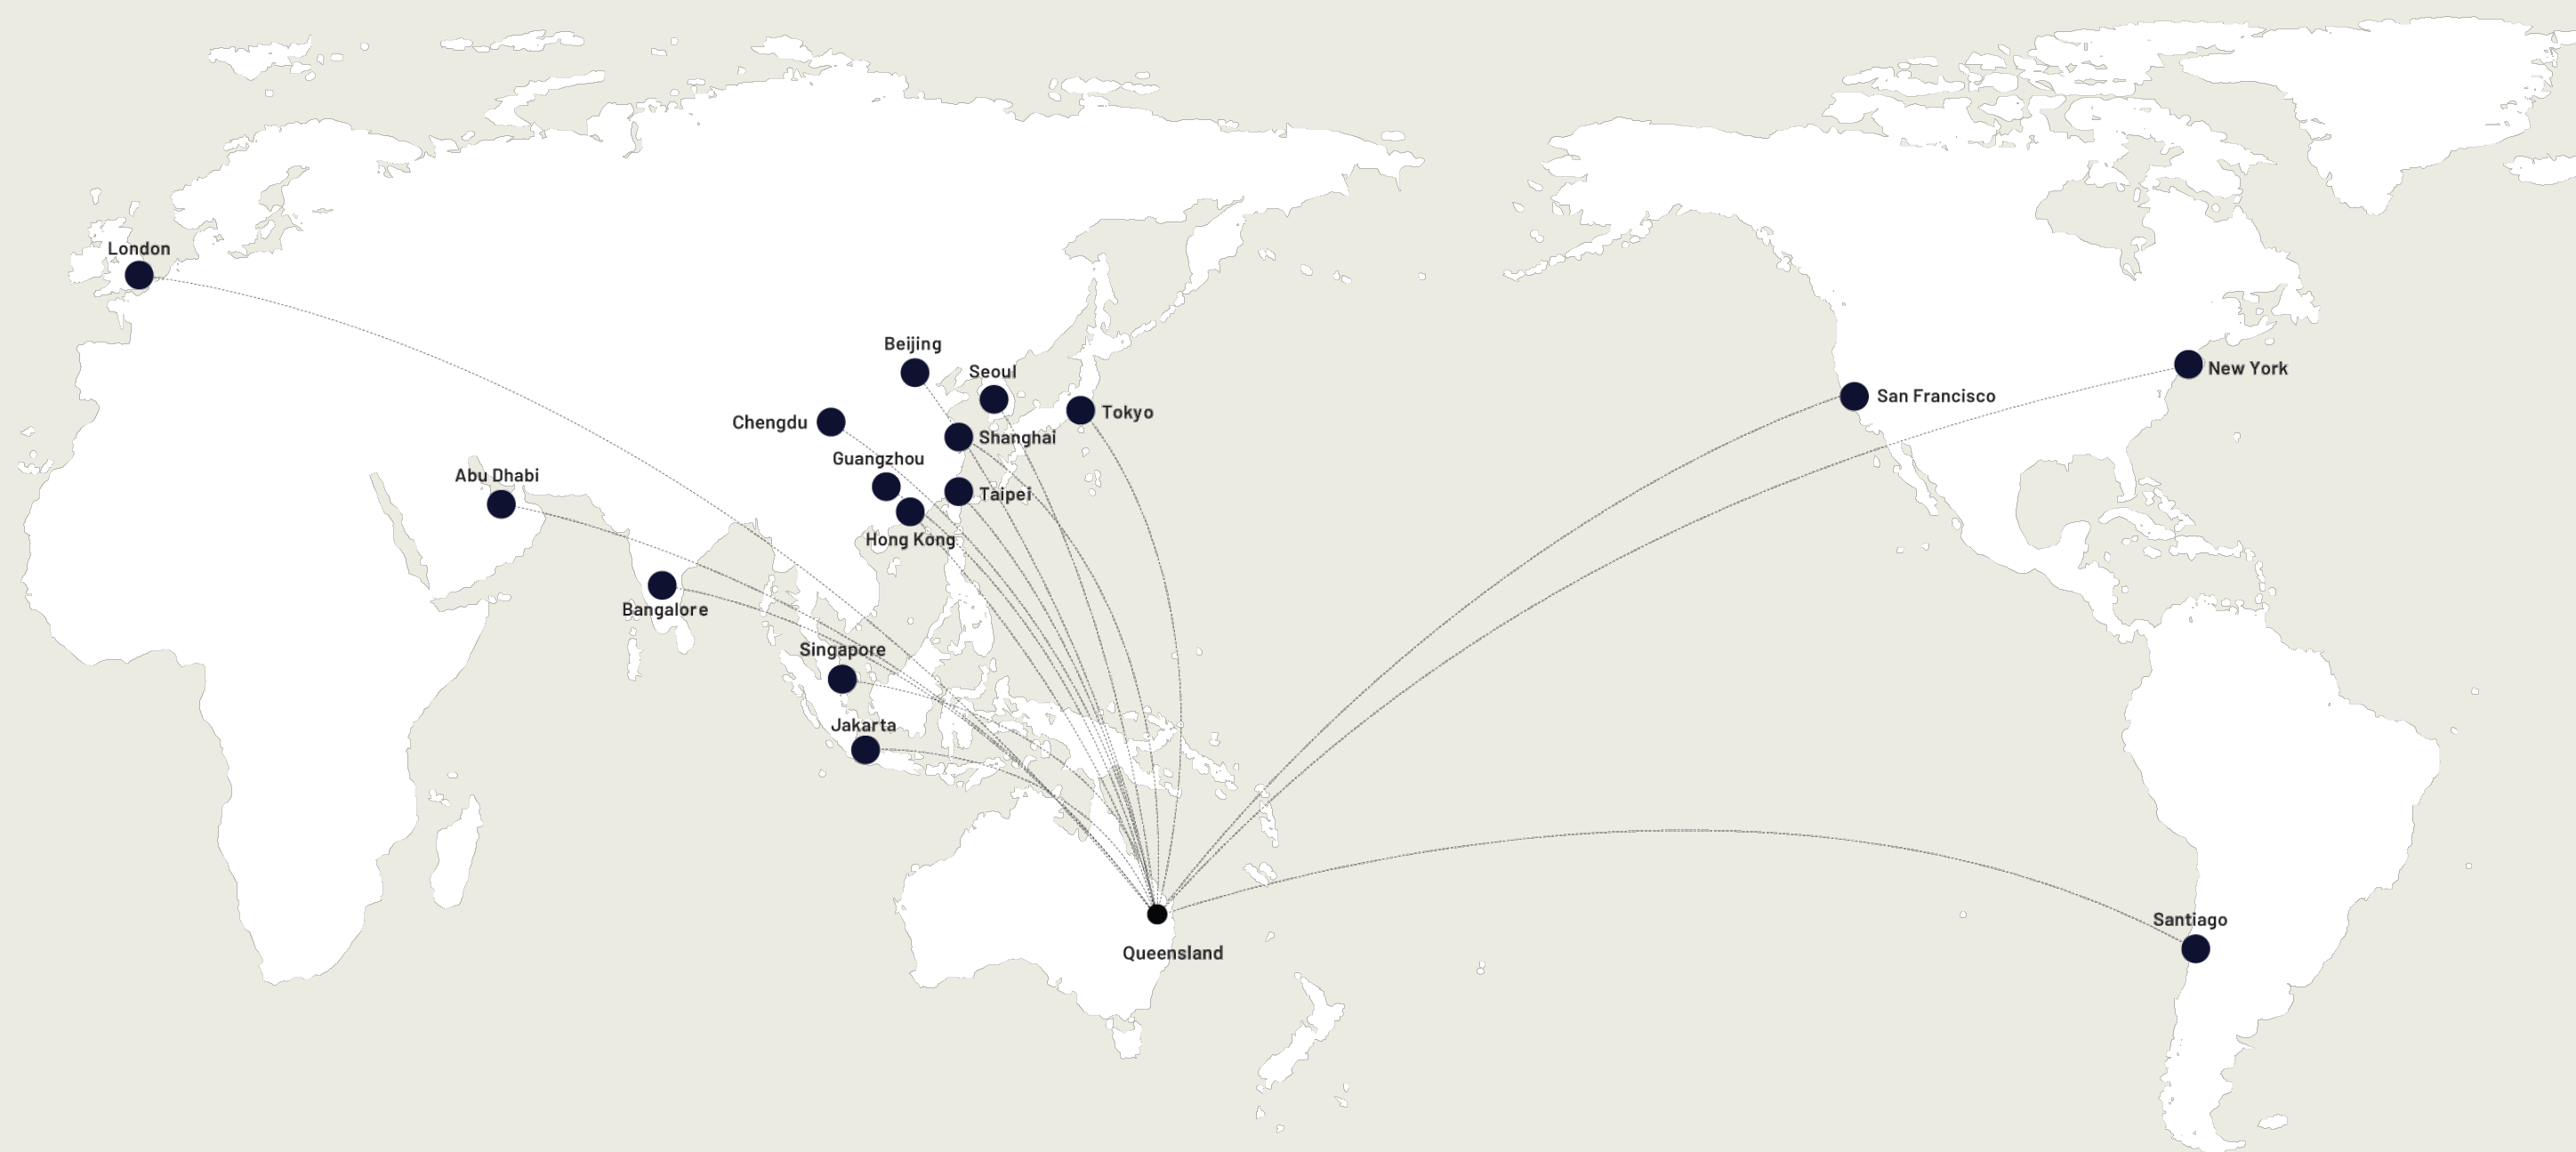 London
Beijing
Seoul
New York
San Francisco
Tokyo
Chengdu
Shanghai
Guangzhou
Abu Dhabi
Taipei
Hong Kong
Bangalore
Singapore
Jakarta
Santiago
Queensland